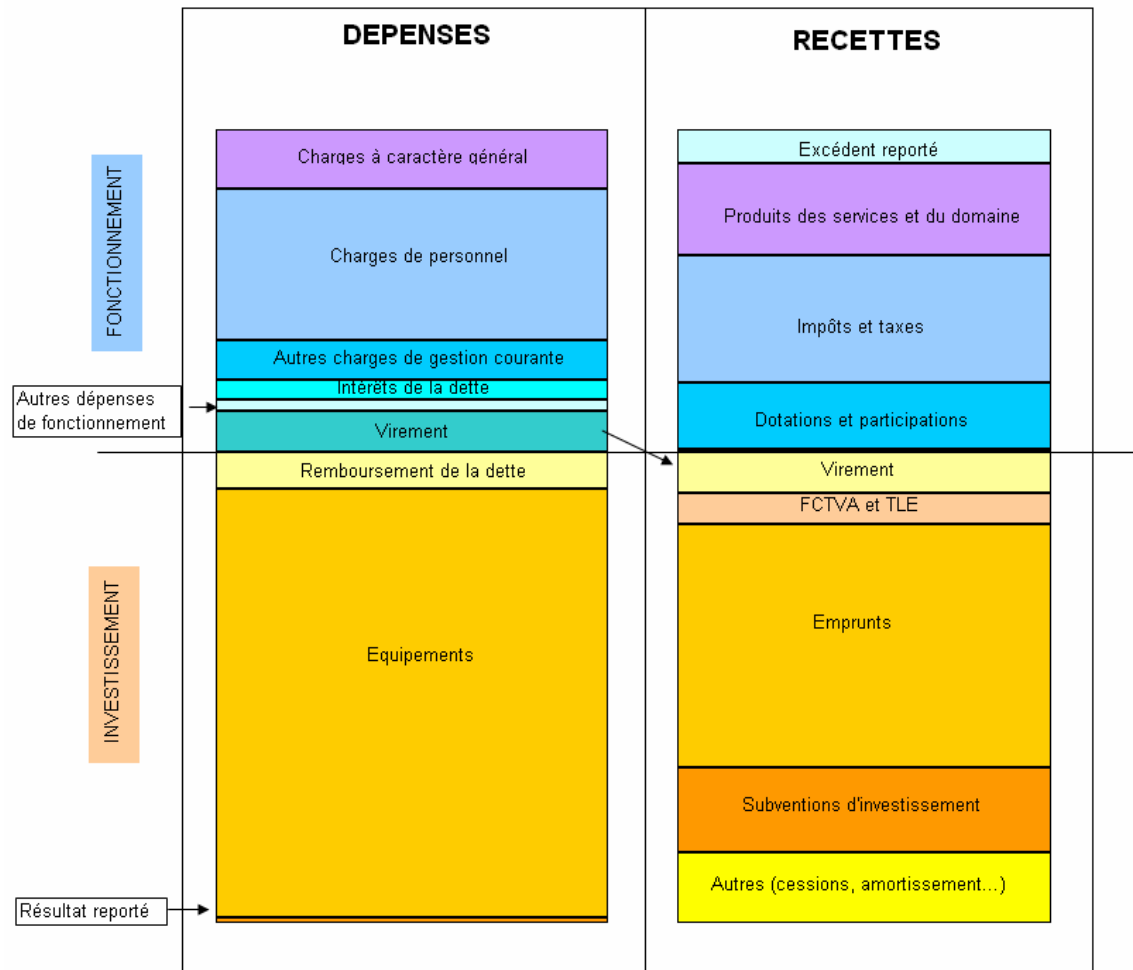 DEPENSES
RECETTES
FONCTIONNEMENT
Charges à caractère général
Charges de personnel
Autres charges de gestion courante
Intérêts de la dette
Autres dépenses
de fonctionnement
Virement
Excédent reporté
Produits des services et du domaine
Impôts et taxes
Dotations et participations
INVESTISSEMENT
Remboursement de la dette
Equipements
Résultat reporté
Virement
FCTVA et TLE
Emprunts
Subventions d'investissement
Autres (cessions, amortissement...)